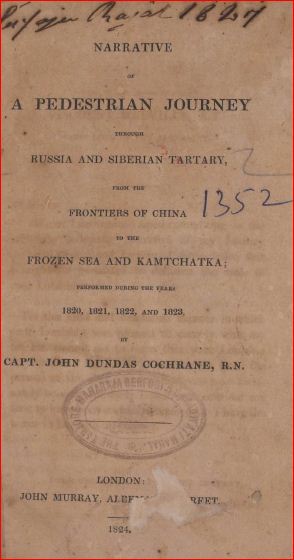 1827
NARRATIVE
OF
A PEDESTRIAN JOURNEY
THROUGH
RUSSIA AND SIBERIAN TARTARY,
FROM THE
FRONTIERS OF CHINA
1352
TO THE
FROZEN SEA AND KAMTCHATKA;
PERFORMED DURING THE YEARS
1820, 1821, 1822, AND 1823,
BY
CAPT. JOHN DUNDAS COCHRANE, R.N.
LONDON:
JOHN MURRAY,
1824.